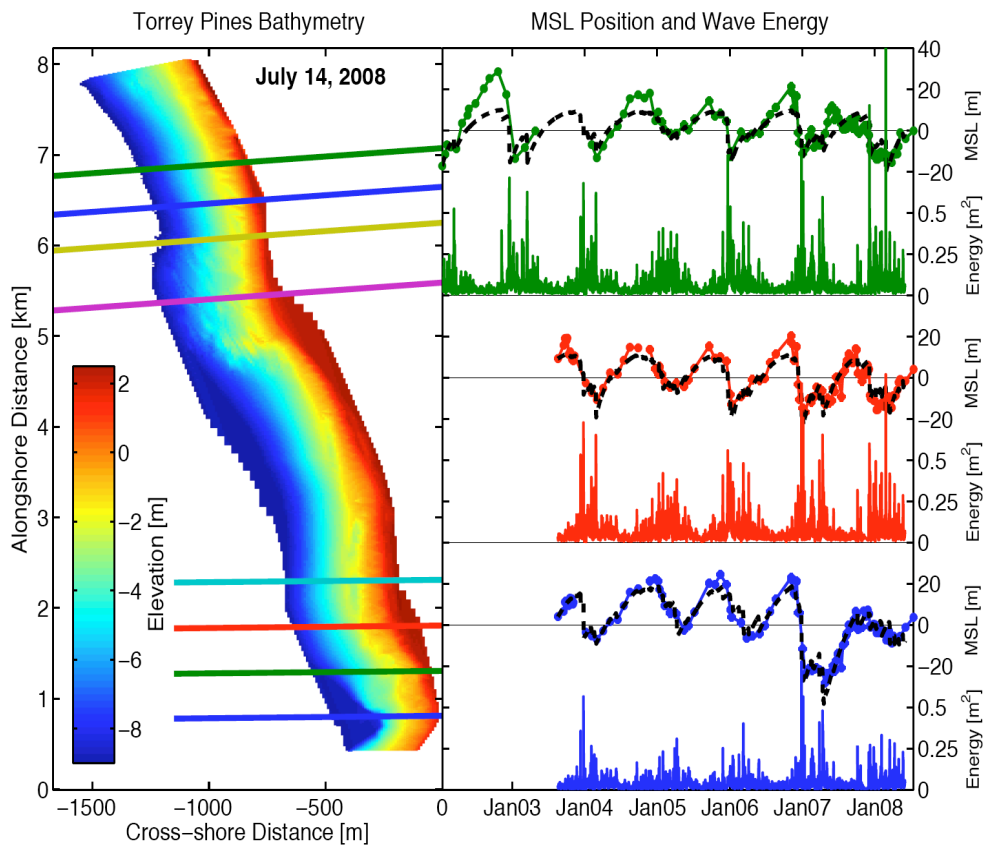 Torrey Pines Bathymetry
MSL Position and Wave Energy
July 14, 2008
Alongshore Distance [km]
8
7
6
5
4
3
2
1
0
Elevation [m]
2
0
−2
−4
−6
−8
−1500
−1000
−500
0
Cross−shore Distance [m]
40
20
0
−20
MSL [m]
0.5
0.25
0
Energy [m²]
20
0
−20
MSL [m]
0.5
0.25
0
Energy [m²]
20
0
−20
MSL [m]
0.5
0.25
0
Energy [m²]
Jan03
Jan04
Jan05
Jan06
Jan07
Jan08